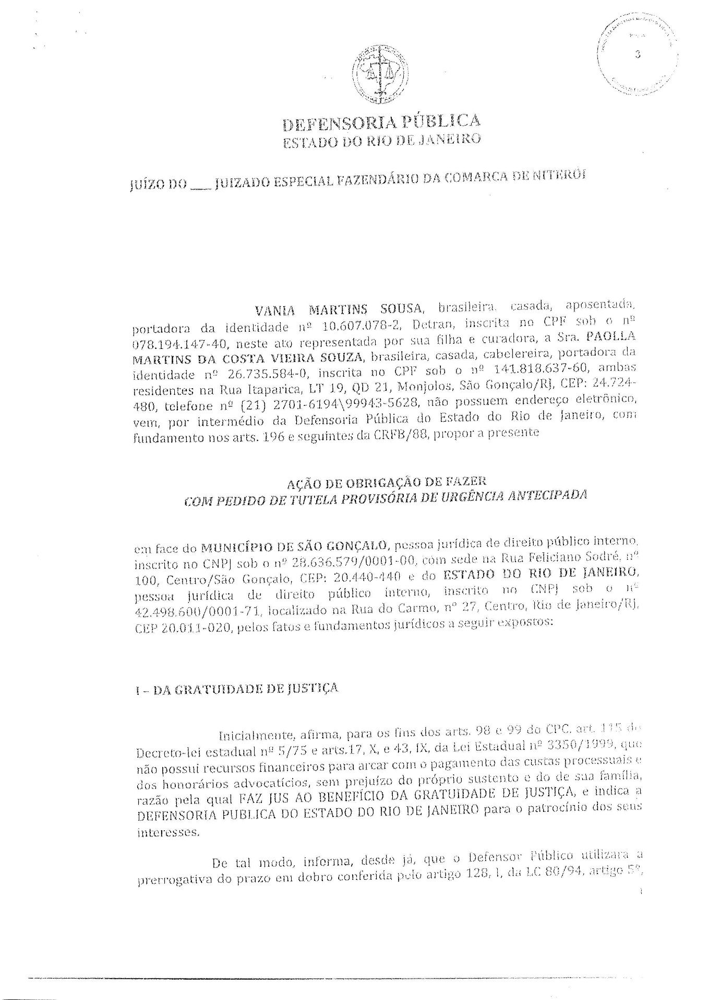 3
DEFENSORIA PÚBLICA
ESTADO DO RIO DE JANEIRO
JUÍZO DO ___ JUIZADO ESPECIAL FAZENDÁRIO DA COMARCA DE NITERÓI
VANIA MARTINS SOUSA, brasileira, casada, aposentada,
portadora da identidade nº 10.607.078-2, Detran, inscrita no CPF sob o nº
078.194.147-40, neste ato representada por sua filha e curadora, a Sra. PAOLLA
MARTINS DA COSTA VIEIRA SOUZA, brasileira, casada, cabelereira, portadora da
identidade nº 26.735.584-0, inscrita no CPF sob o nº 141.818.637-60, ambas
residentes na Rua Itaparica, LT 19, QD 21, Monjolos, São Gonçalo/RJ, CEP: 24.724-
480, telefone nº (21) 2701-6194\99943-5628, não possuem endereço eletrônico,
vem, por intermédio da Defensoria Pública do Estado do Rio de Janeiro, com
fundamento nos arts. 196 e seguintes da CRFB/88, propor a presente
AÇÃO DE OBRIGAÇÃO DE FAZER
COM PEDIDO DE TUTELA PROVISÓRIA DE URGÊNCIA ANTECIPADA
em face do MUNICÍPIO DE SÃO GONÇALO, pessoa jurídica de direito público interno,
inscrito no CNPJ sob o nº 28.636.579/0001-00, com sede na Rua Feliciano Sodré, nº
100, Centro/São Gonçalo, CEP: 20.440-440 e do ESTADO DO RIO DE JANEIRO,
pessoa jurídica de direito público interno, inscrito no CNPJ sob o nº
42.498.600/0001-71, localizado na Rua do Carmo, nº 27, Centro, Rio de Janeiro/RJ,
CEP 20.011-020, pelos fatos e fundamentos jurídicos a seguir expostos:
I – DA GRATUIDADE DE JUSTIÇA
Inicialmente, afirma, para os fins dos arts. 98 e 99 do CPC, art. 115 do
Decreto-lei estadual nº 5/75 e arts.17, X, e 43, IX, da Lei Estadual nº 3350/1999, que
não possui recursos financeiros para arcar com o pagamento das custas processuais e
dos honorários advocatícios, sem prejuízo do próprio sustento e do de sua família,
razão pela qual FAZ JUS AO BENEFÍCIO DA GRATUIDADE DE JUSTIÇA, e indica a
DEFENSORIA PUBLICA DO ESTADO DO RIO DE JANEIRO para o patrocínio dos seus
interesses.
De tal modo, informa, desde já, que o Defensor Público utilizara a
prerrogativa do prazo em dobro conferida pelo artigo 128, I, da LC 80/94, artigo 5º,
1